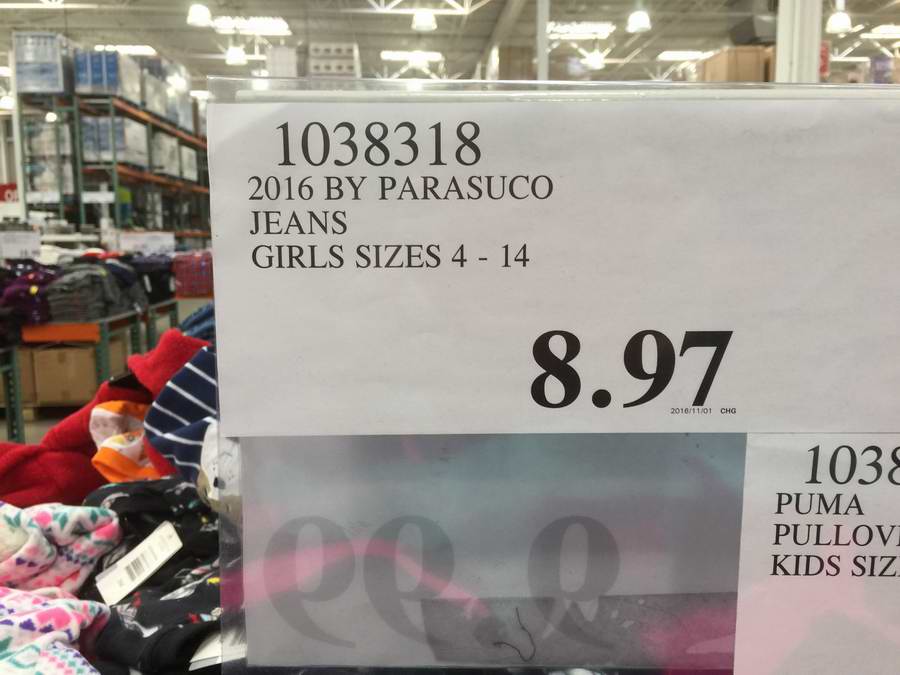 1038318
2016 BY PARASUCO
JEANS
GIRLS SIZES 4 - 14
8.97
2016/11/01 CHG
1038
PUMA
PULLOV
KIDS SIZ